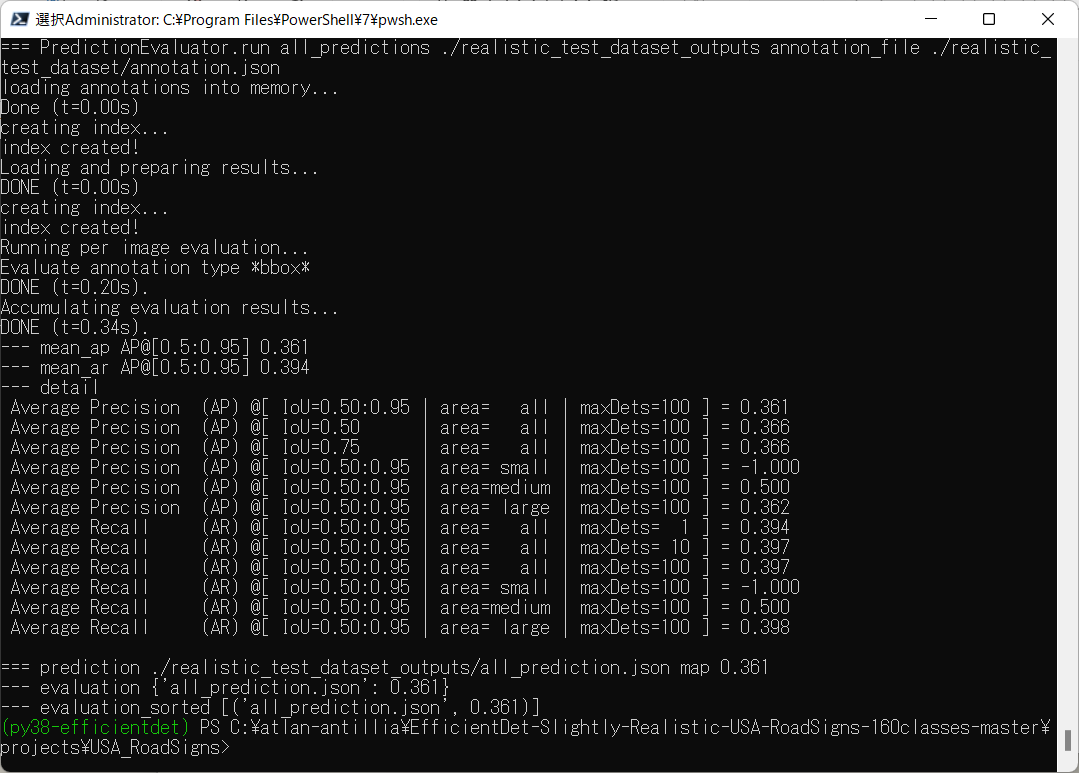 選択Administrator: C:¥Program Files¥PowerShell¥7¥pwsh.exe
=== PredictionEvaluator.run all_predictions ./realistic_test_dataset_outputs annotation_file ./realistic_
test_dataset/annotation.json
loading annotations into memory...
Done (t=0.00s)
creating index...
index created!
Loading and preparing results...
DONE (t=0.00s)
creating index...
index created!
Running per image evaluation...
Evaluate annotation type *bbox*
DONE (t=0.20s).
Accumulating evaluation results...
DONE (t=0.34s).
--- mean_ap AP@[0.5:0.95] 0.361
--- mean_ar AP@[0.5:0.95] 0.394
--- detail
 Average Precision  (AP) @[ IoU=0.50:0.95 | area=   all | maxDets=100 ] = 0.361
 Average Precision  (AP) @[ IoU=0.50      | area=   all | maxDets=100 ] = 0.366
 Average Precision  (AP) @[ IoU=0.75      | area=   all | maxDets=100 ] = 0.366
 Average Precision  (AP) @[ IoU=0.50:0.95 | area= small | maxDets=100 ] = -1.000
 Average Precision  (AP) @[ IoU=0.50:0.95 | area=medium | maxDets=100 ] = 0.500
 Average Precision  (AP) @[ IoU=0.50:0.95 | area= large | maxDets=100 ] = 0.362
 Average Recall     (AR) @[ IoU=0.50:0.95 | area=   all | maxDets=  1 ] = 0.394
 Average Recall     (AR) @[ IoU=0.50:0.95 | area=   all | maxDets= 10 ] = 0.397
 Average Recall     (AR) @[ IoU=0.50:0.95 | area=   all | maxDets=100 ] = 0.397
 Average Recall     (AR) @[ IoU=0.50:0.95 | area= small | maxDets=100 ] = -1.000
 Average Recall     (AR) @[ IoU=0.50:0.95 | area=medium | maxDets=100 ] = 0.500
 Average Recall     (AR) @[ IoU=0.50:0.95 | area= large | maxDets=100 ] = 0.398
=== prediction ./realistic_test_dataset_outputs/all_prediction.json map 0.361
--- evaluation {'all_prediction.json': 0.361}
--- evaluation_sorted [('all_prediction.json', 0.361)]
(py38-efficientdet) PS C:¥atlan-antillia¥EfficientDet-Slightly-Realistic-USA-RoadSigns-160classes-master¥
projects¥USA_RoadSigns>